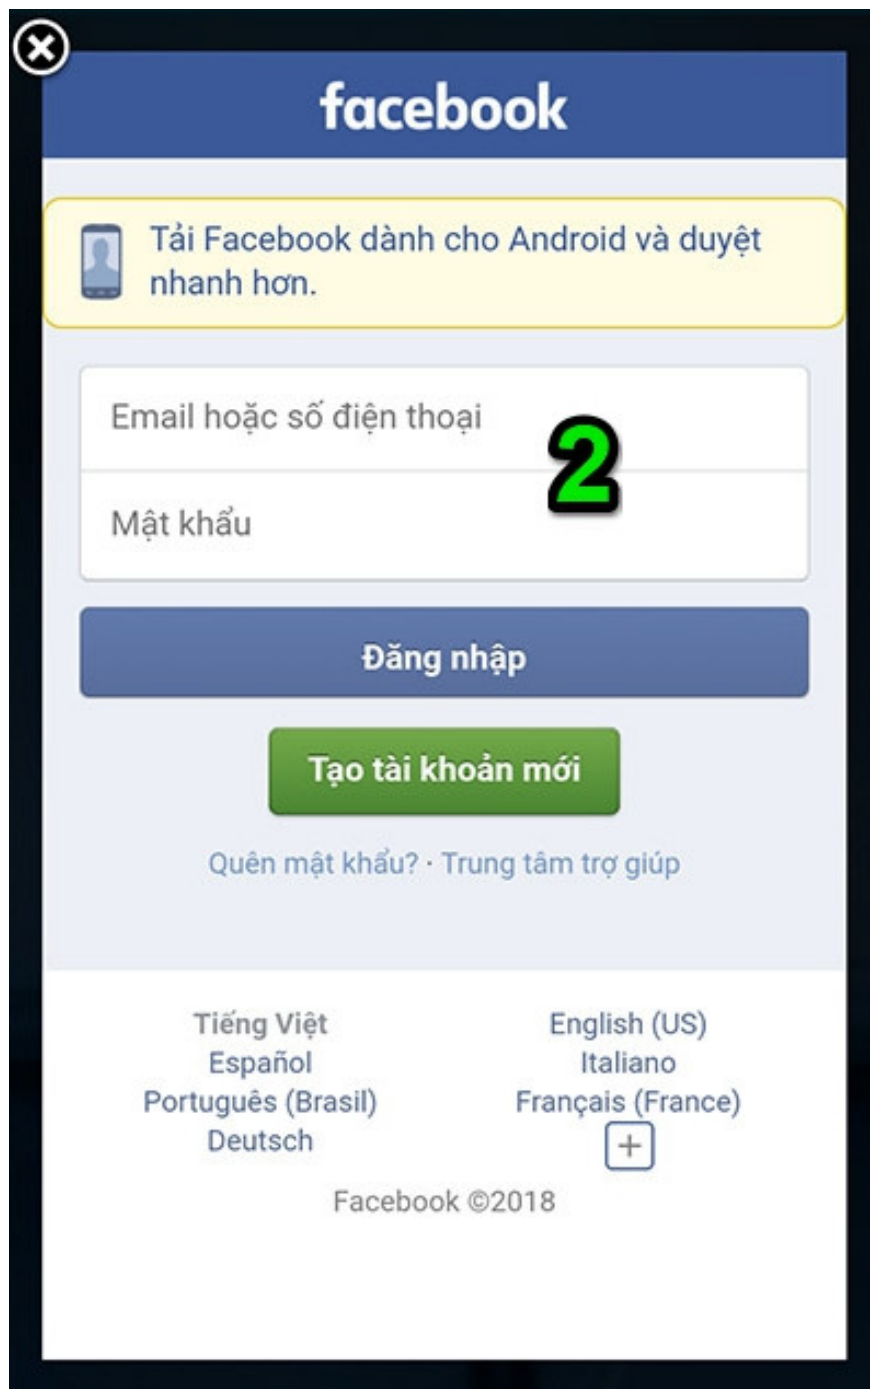 facebook
Tải Facebook dành cho Android và duyệt
nhanh hơn.
Email hoặc số điện thoại
2
Mật khẩu
Đăng nhập
Tạo tài khoản mới
Quên mật khẩu? · Trung tâm trợ giúp
Tiếng Việt English (US)
Español Italiano
Português (Brasil) Français (France)
Deutsch +
Facebook ©2018